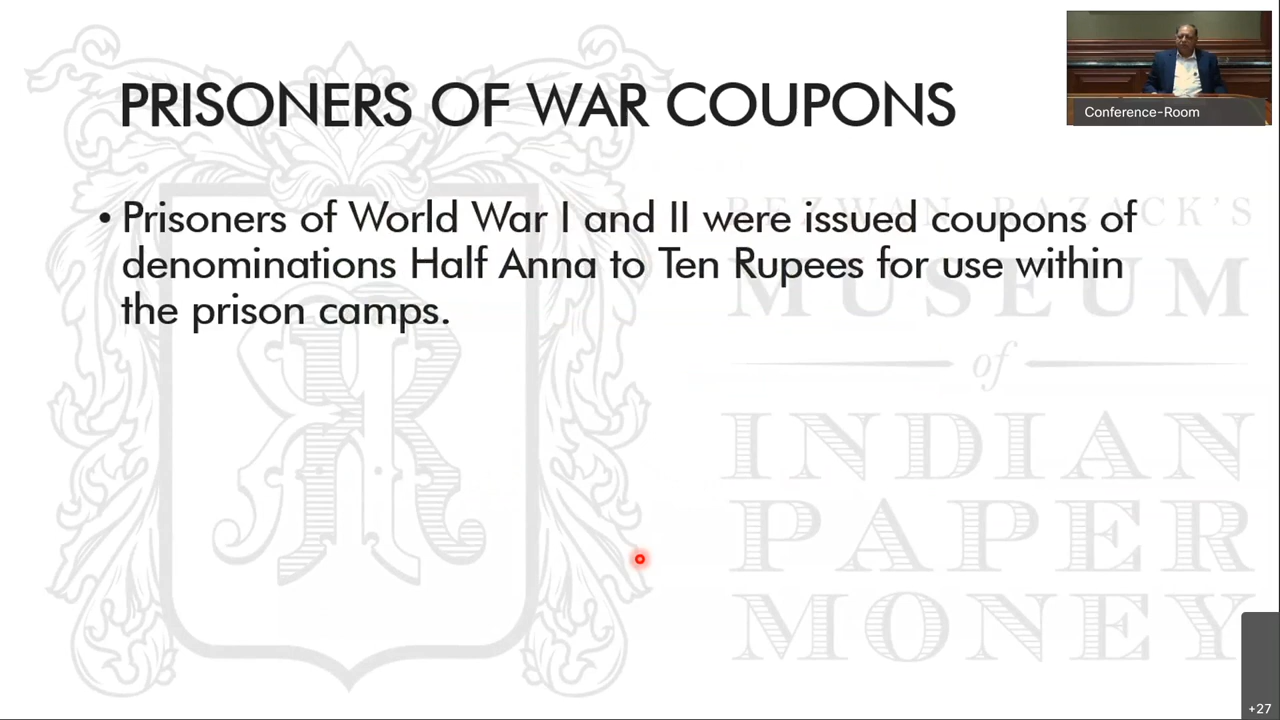 PRISONERS OF WAR COUPONS
Conference-Room
• Prisoners of World War I and II were issued coupons of
denominations Half Anna to Ten Rupees for use within
the prison camps.
REZWAN RAZACK'S
MUSEUM
of
INDIAN
PAPER
MONEY
+27